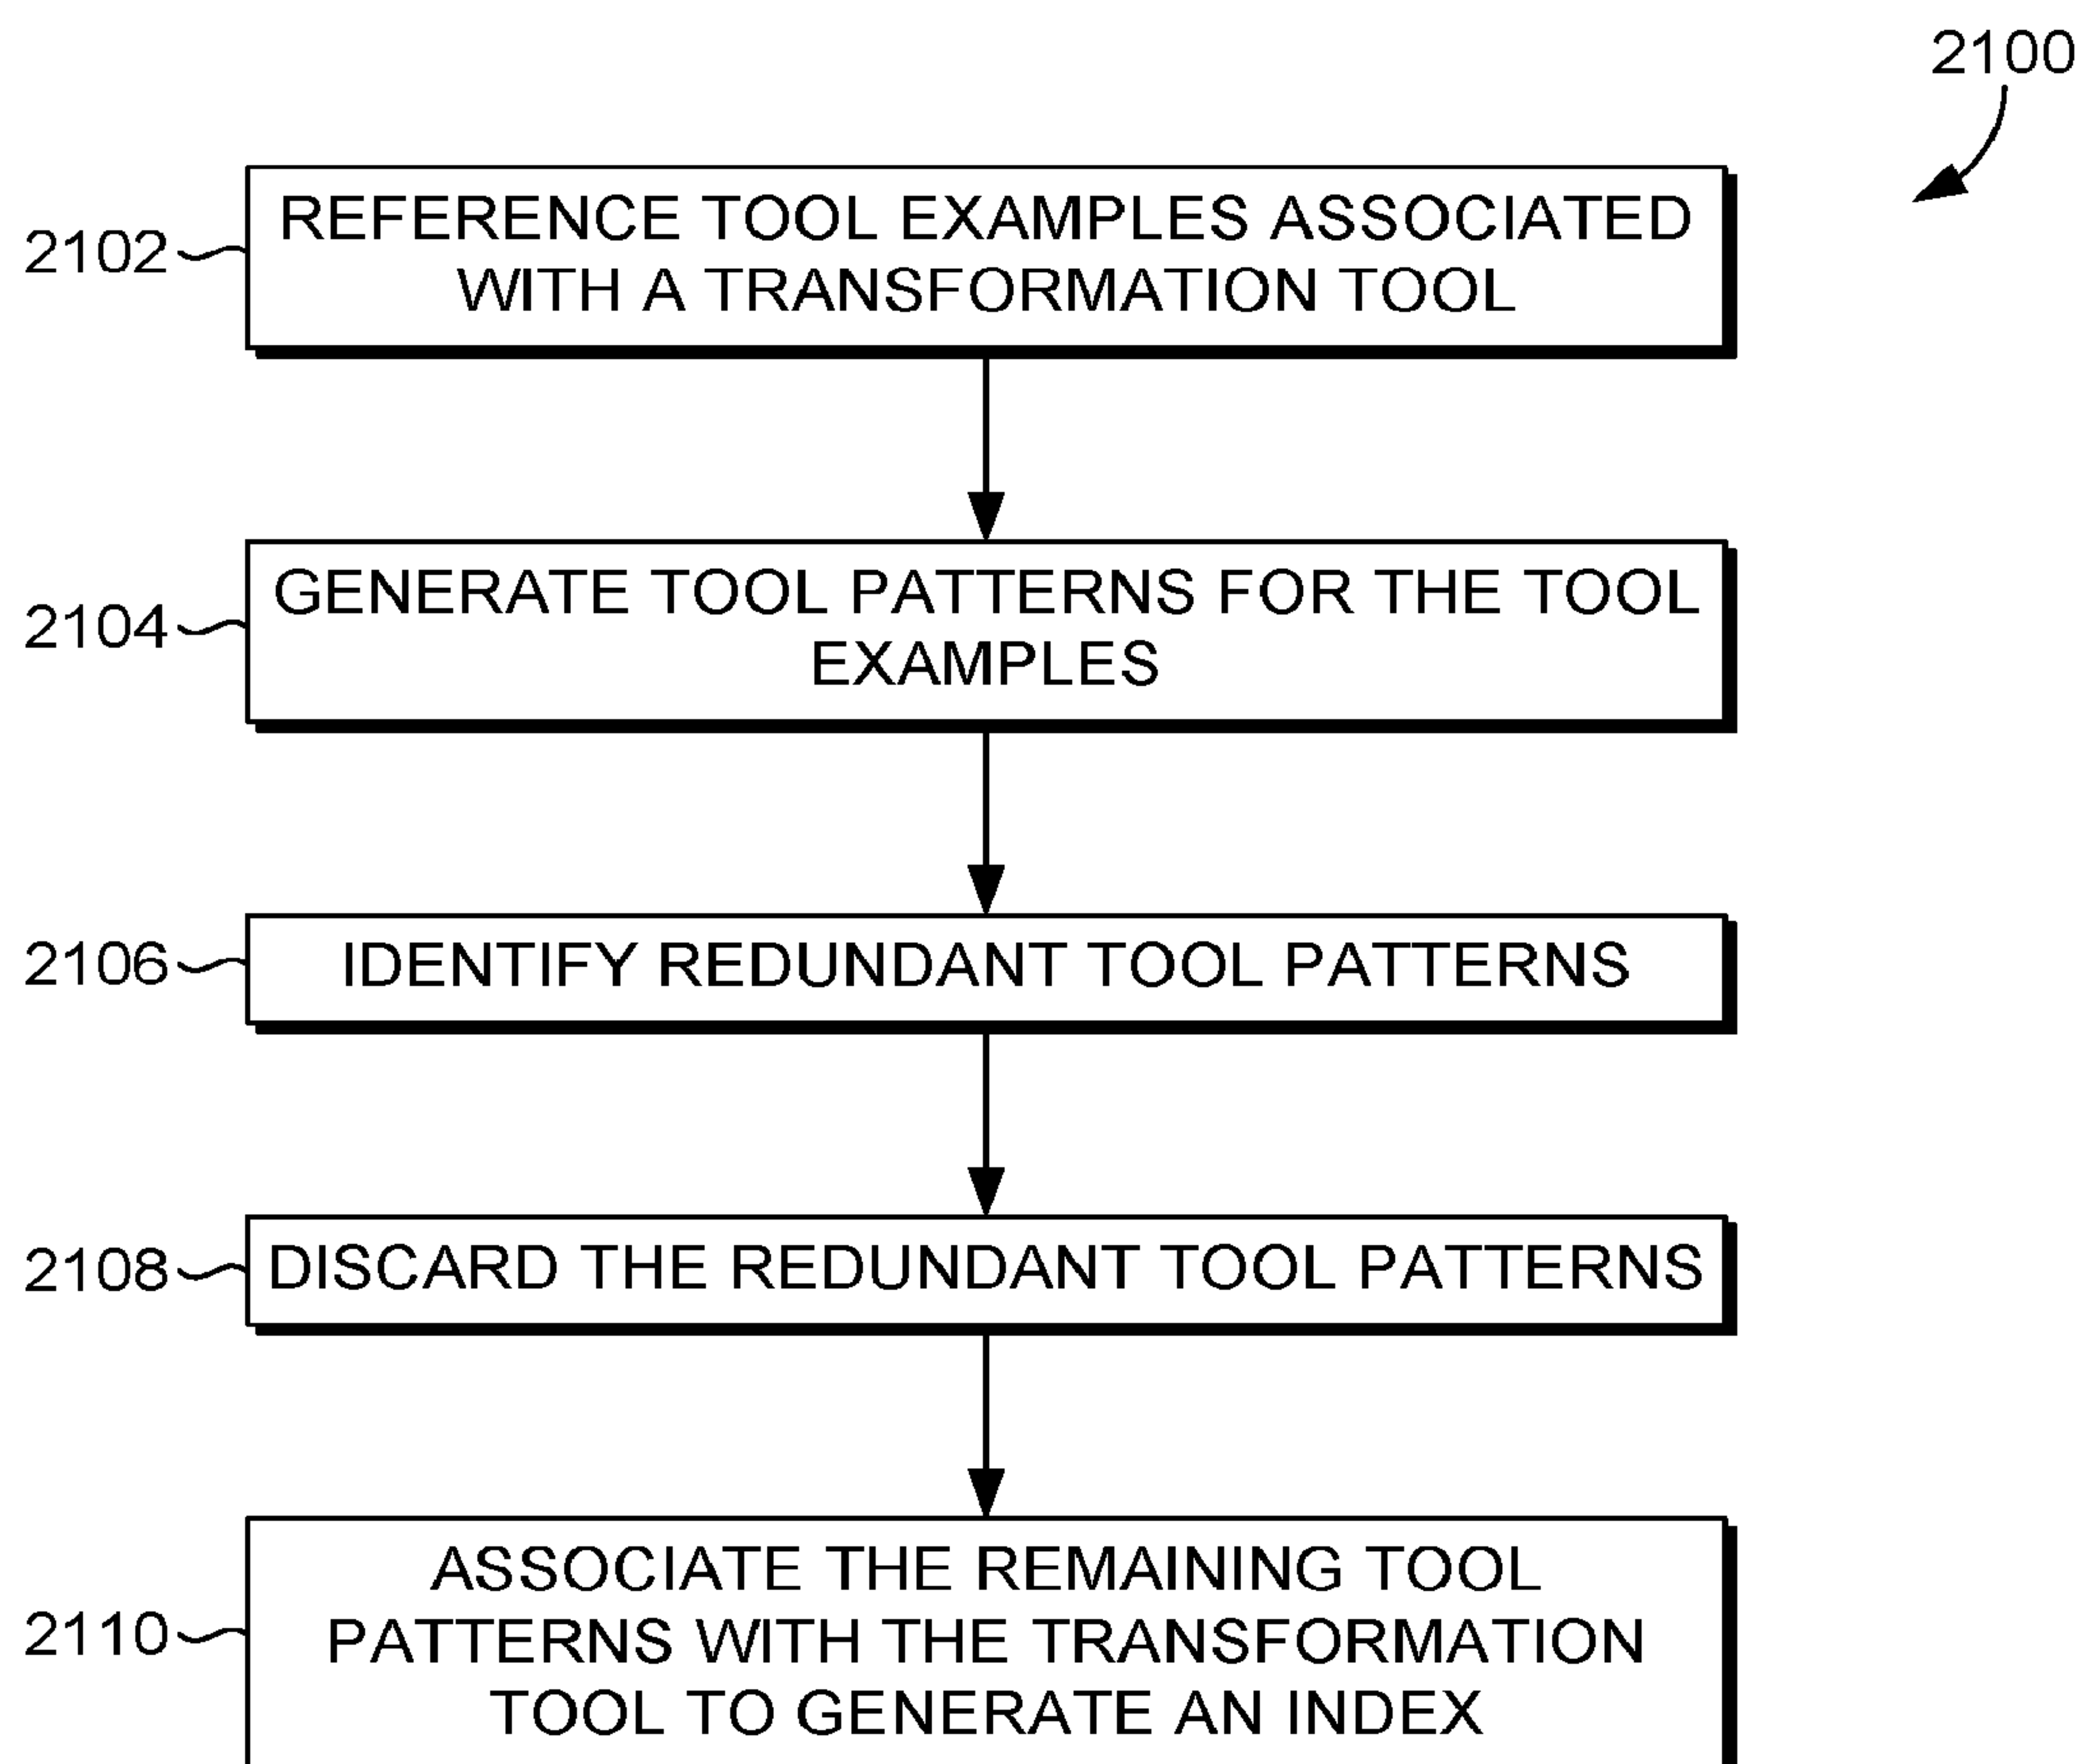 2100
2102
REFERENCE TOOL EXAMPLES ASSOCIATED
WITH A TRANSFORMATION TOOL
2104
GENERATE TOOL PATTERNS FOR THE TOOL
EXAMPLES
2106
IDENTIFY REDUNDANT TOOL PATTERNS
2108
DISCARD THE REDUNDANT TOOL PATTERNS
2110
ASSOCIATE THE REMAINING TOOL
PATTERNS WITH THE TRANSFORMATION
TOOL TO GENERATE AN INDEX